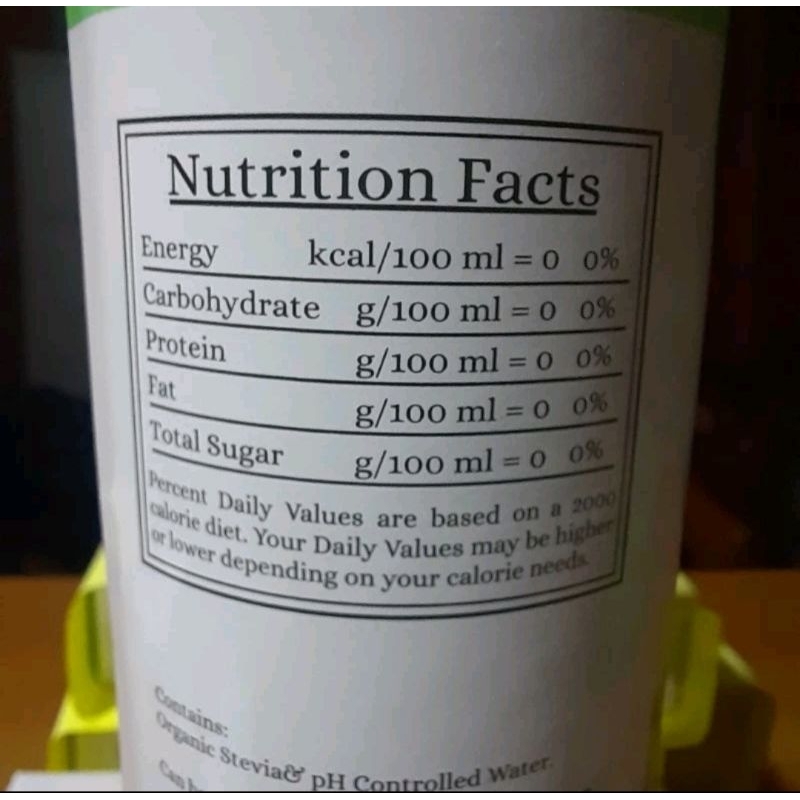 Nutrition Facts
Energy kcal/100 ml = 0 0%
Carbohydrate g/100 ml = 0 0%
Protein g/100 ml = 0 0%
Fat g/100 ml = 0 0%
Total Sugar g/100 ml = 0 0%
Percent Daily Values are based on a 2000
calorie diet. Your Daily Values may be higher
or lower depending on your calorie needs.
Contains:
Organic Stevia& pH Controlled Water.
Can